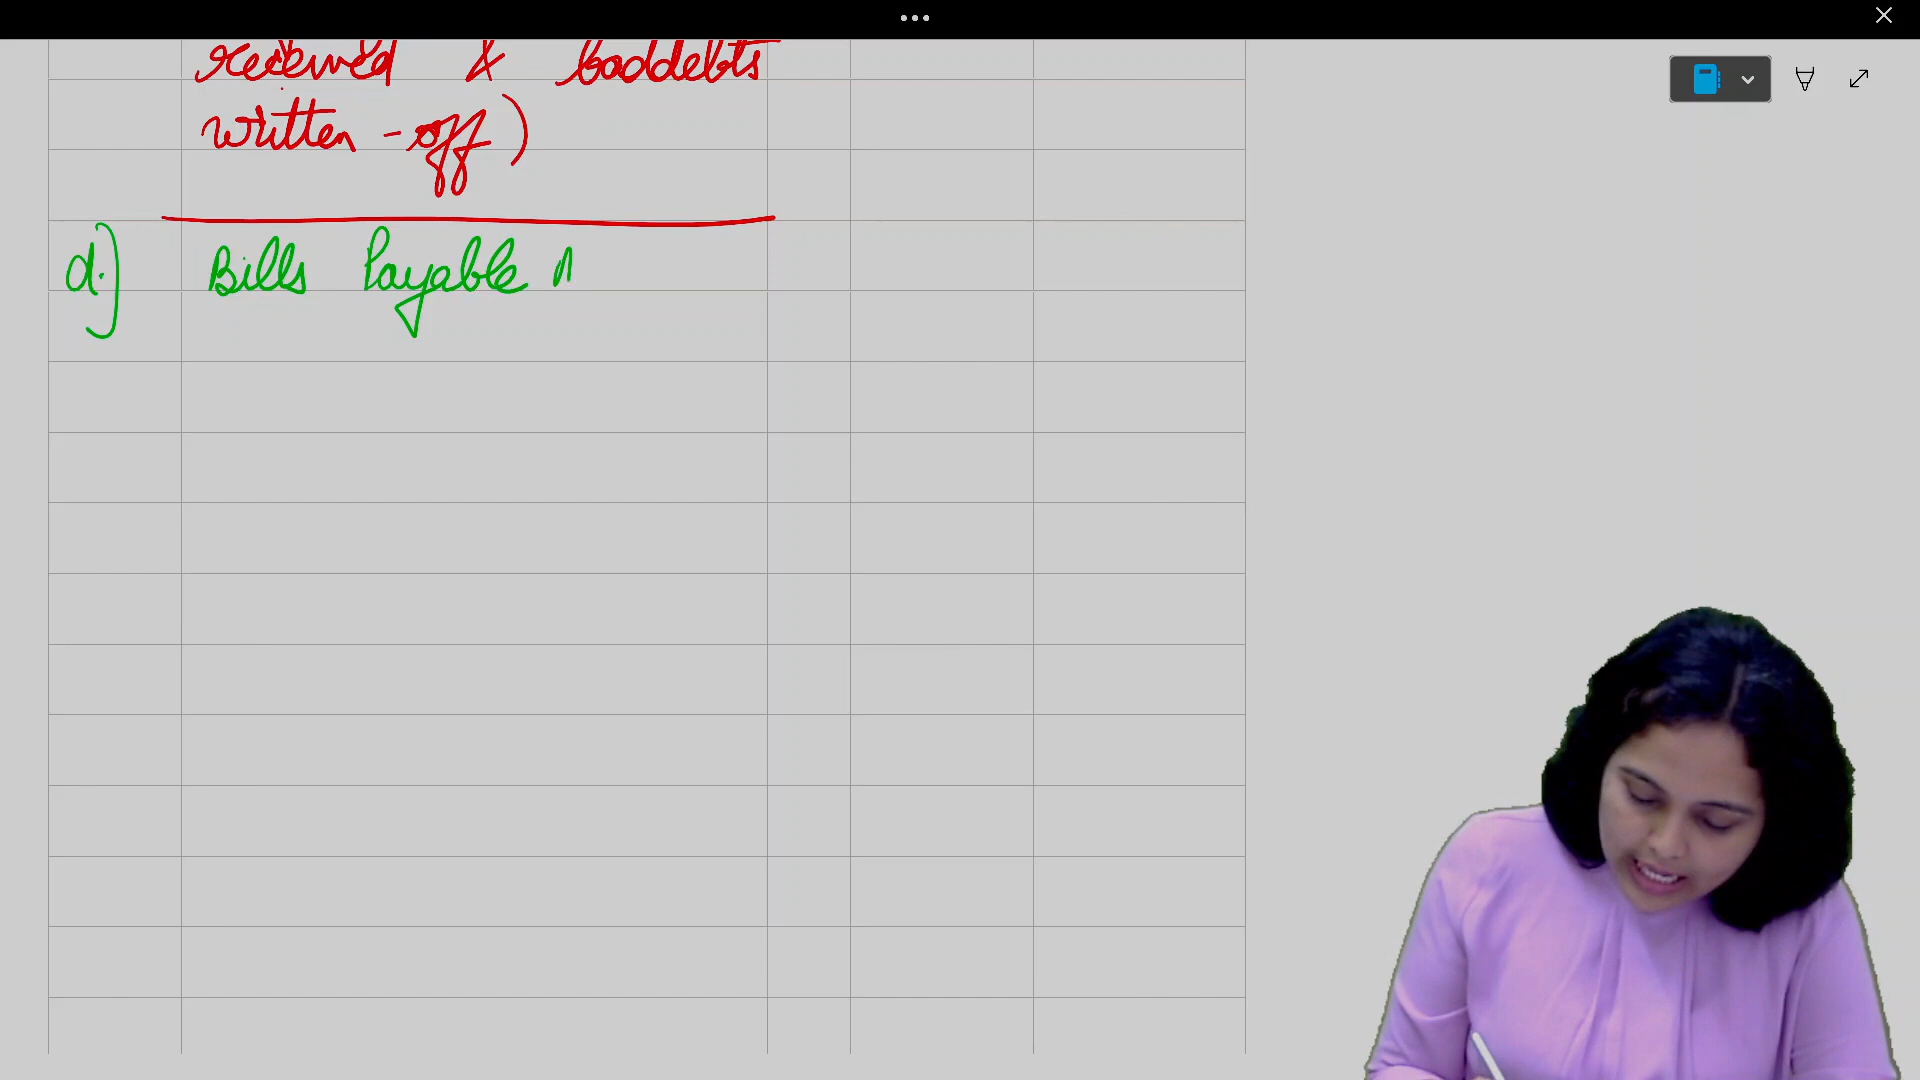 received & baddebts
written-off)
d.) Bills Payable A